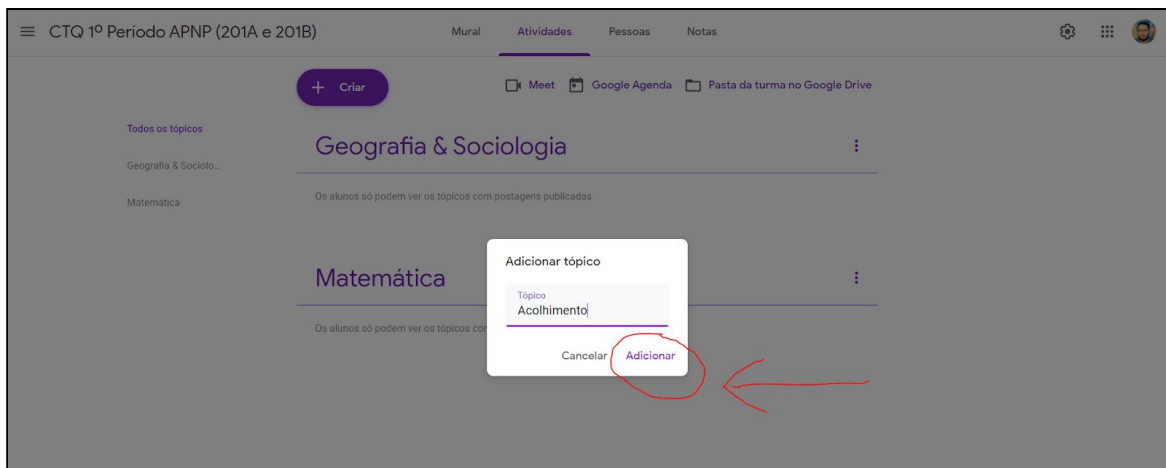 CTQ 1º Período APNP (201A e 201B)
Mural
Atividades
Pessoas
Notas
Criar
Meet
Google Agenda
Pasta da turma no Google Drive
Todos os tópicos
Geografia & Sociolo...
Matemática
Geografia & Sociologia
Os alunos só podem ver os tópicos com postagens publicadas
Matemática
Os alunos só podem ver os tópicos cor
Adicionar tópico
Tópico
Acolhimento
Cancelar
Adicionar